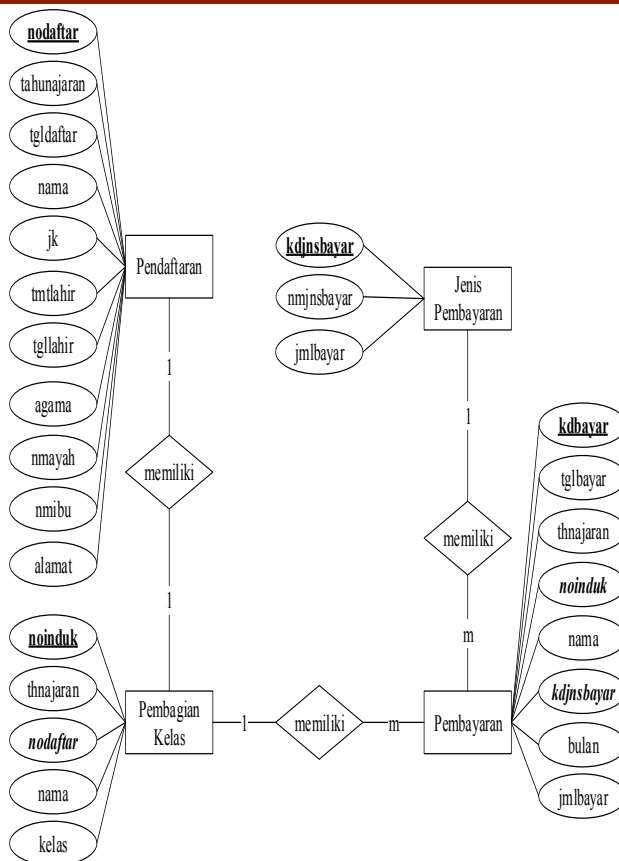 nodaftar
tahunajaran
tgldaftar
nama
jk
tmtlahir
tgllahir
agama
nmayah
nmibu
alamat
Pendaftaran
1
memiliki
1
kdjnsbayar
nmjnsbayar
jmlbayar
Jenis
Pembayaran
1
memiliki
m
noinduk
thnajaran
nodaftar
nama
kelas
Pembagian
Kelas
1
memiliki
m
Pembayaran
kdbayar
tglbayar
thnajaran
noinduk
nama
kdjnsbayar
bulan
jmlbayar